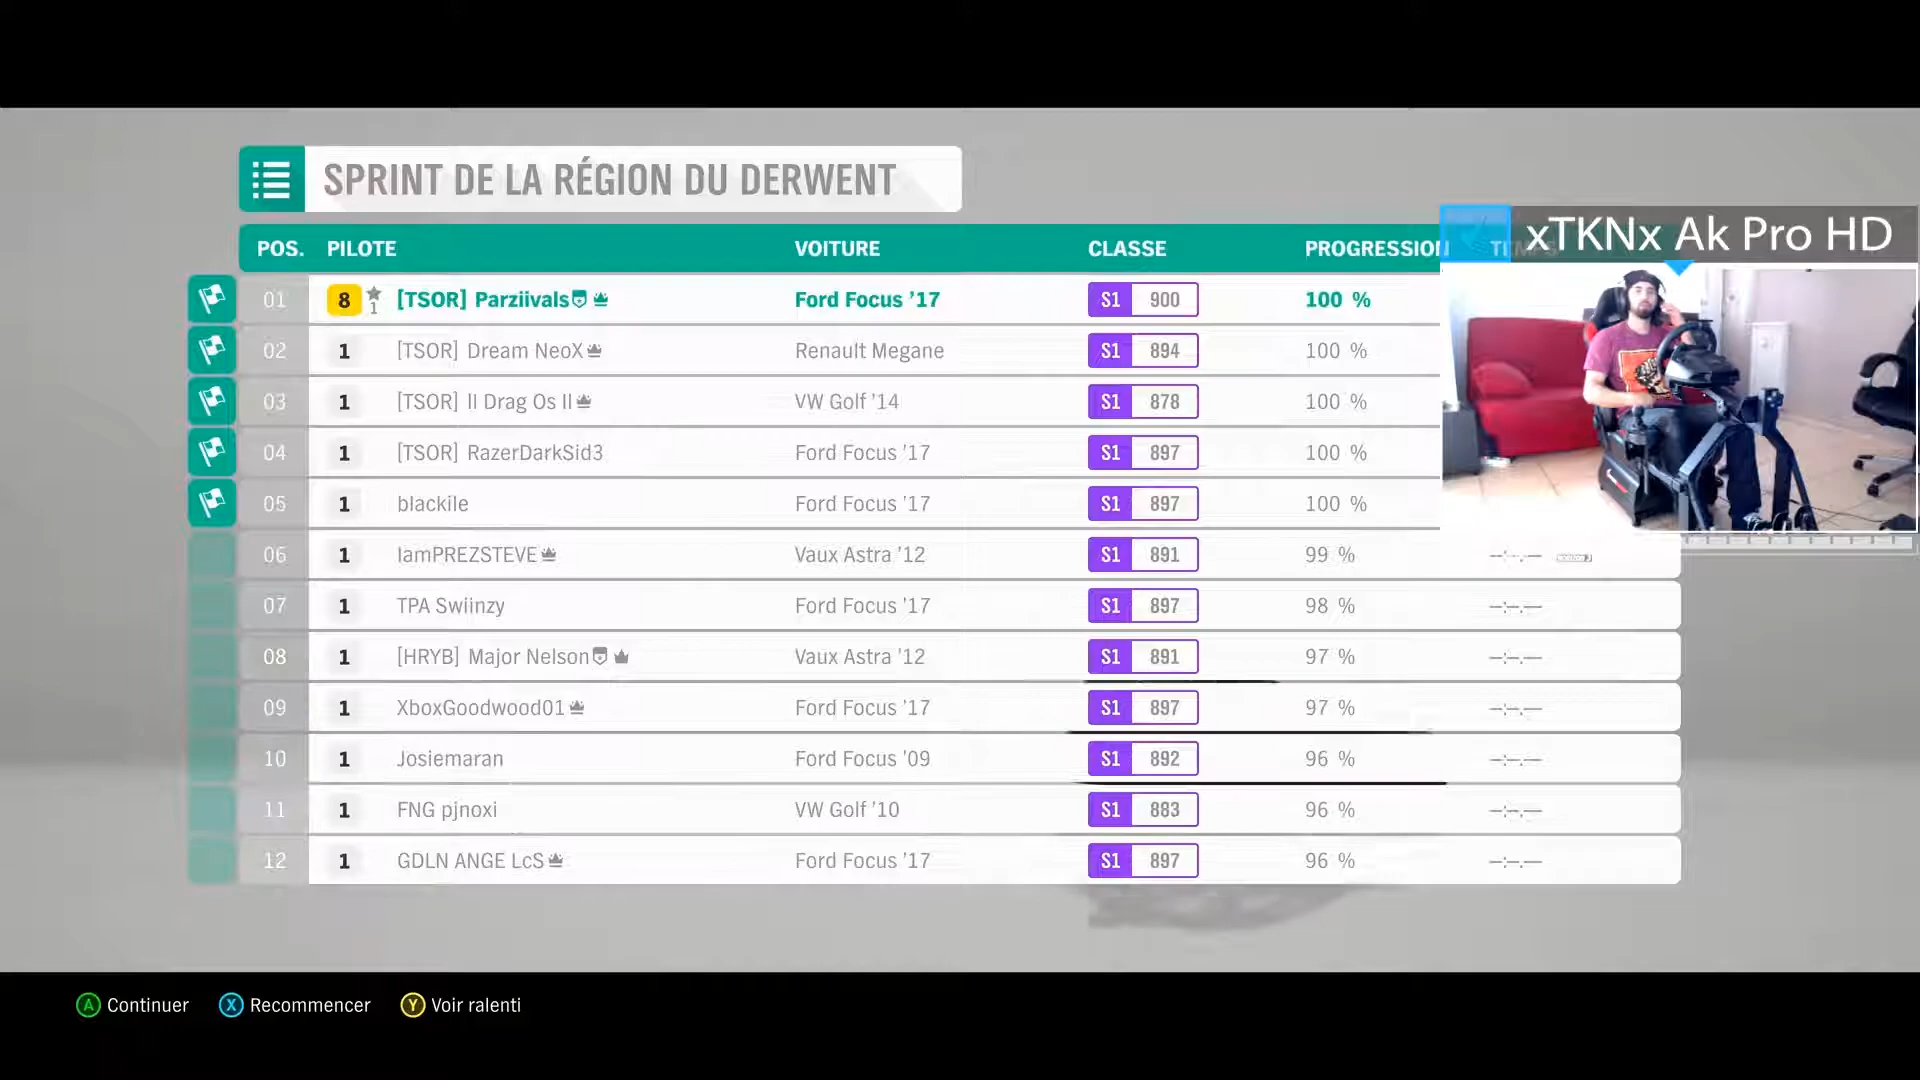 SPRINT DE LA RÉGION DU DERWENT
xTKNx Ak Pro HD
POS. PILOTE VOITURE CLASSE PROGRESSION TEMPS
01 8 1 [TSOR] Parziivals Ford Focus '17 S1 900 100 %
02 1 [TSOR] Dream NeoX Renault Megane S1 894 100 %
03 1 [TSOR] II Drag Os II VW Golf '14 S1 878 100 %
04 1 [TSOR] RazerDarkSid3 Ford Focus '17 S1 897 100 %
05 1 blackile Ford Focus '17 S1 897 100 %
06 1 IamPREZSTEVE Vaux Astra '12 S1 891 99 % --:--.---
07 1 TPA Swiinzy Ford Focus '17 S1 897 98 % --:--.---
08 1 [HRYB] Major Nelson Vaux Astra '12 S1 891 97 % --:--.---
09 1 XboxGoodwood01 Ford Focus '17 S1 897 97 % --:--.---
10 1 Josiemaran Ford Focus '09 S1 892 96 % --:--.---
11 1 FNG pjnoxi VW Golf '10 S1 883 96 % --:--.---
12 1 GDLN ANGE LcS Ford Focus '17 S1 897 96 % --:--.---
A Continuer X Recommencer Y Voir ralenti